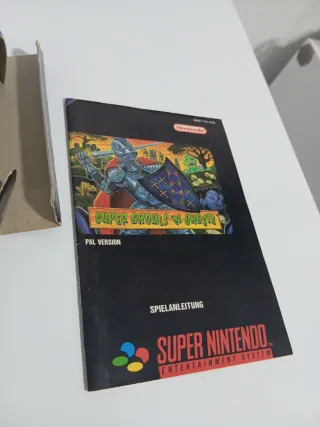 Nintendo
SUPER GHOULS 'N GHOSTS
PAL VERSION
SPIELANLEITUNG
SUPER NINTENDO
ENTERTAINMENT SYSTEM